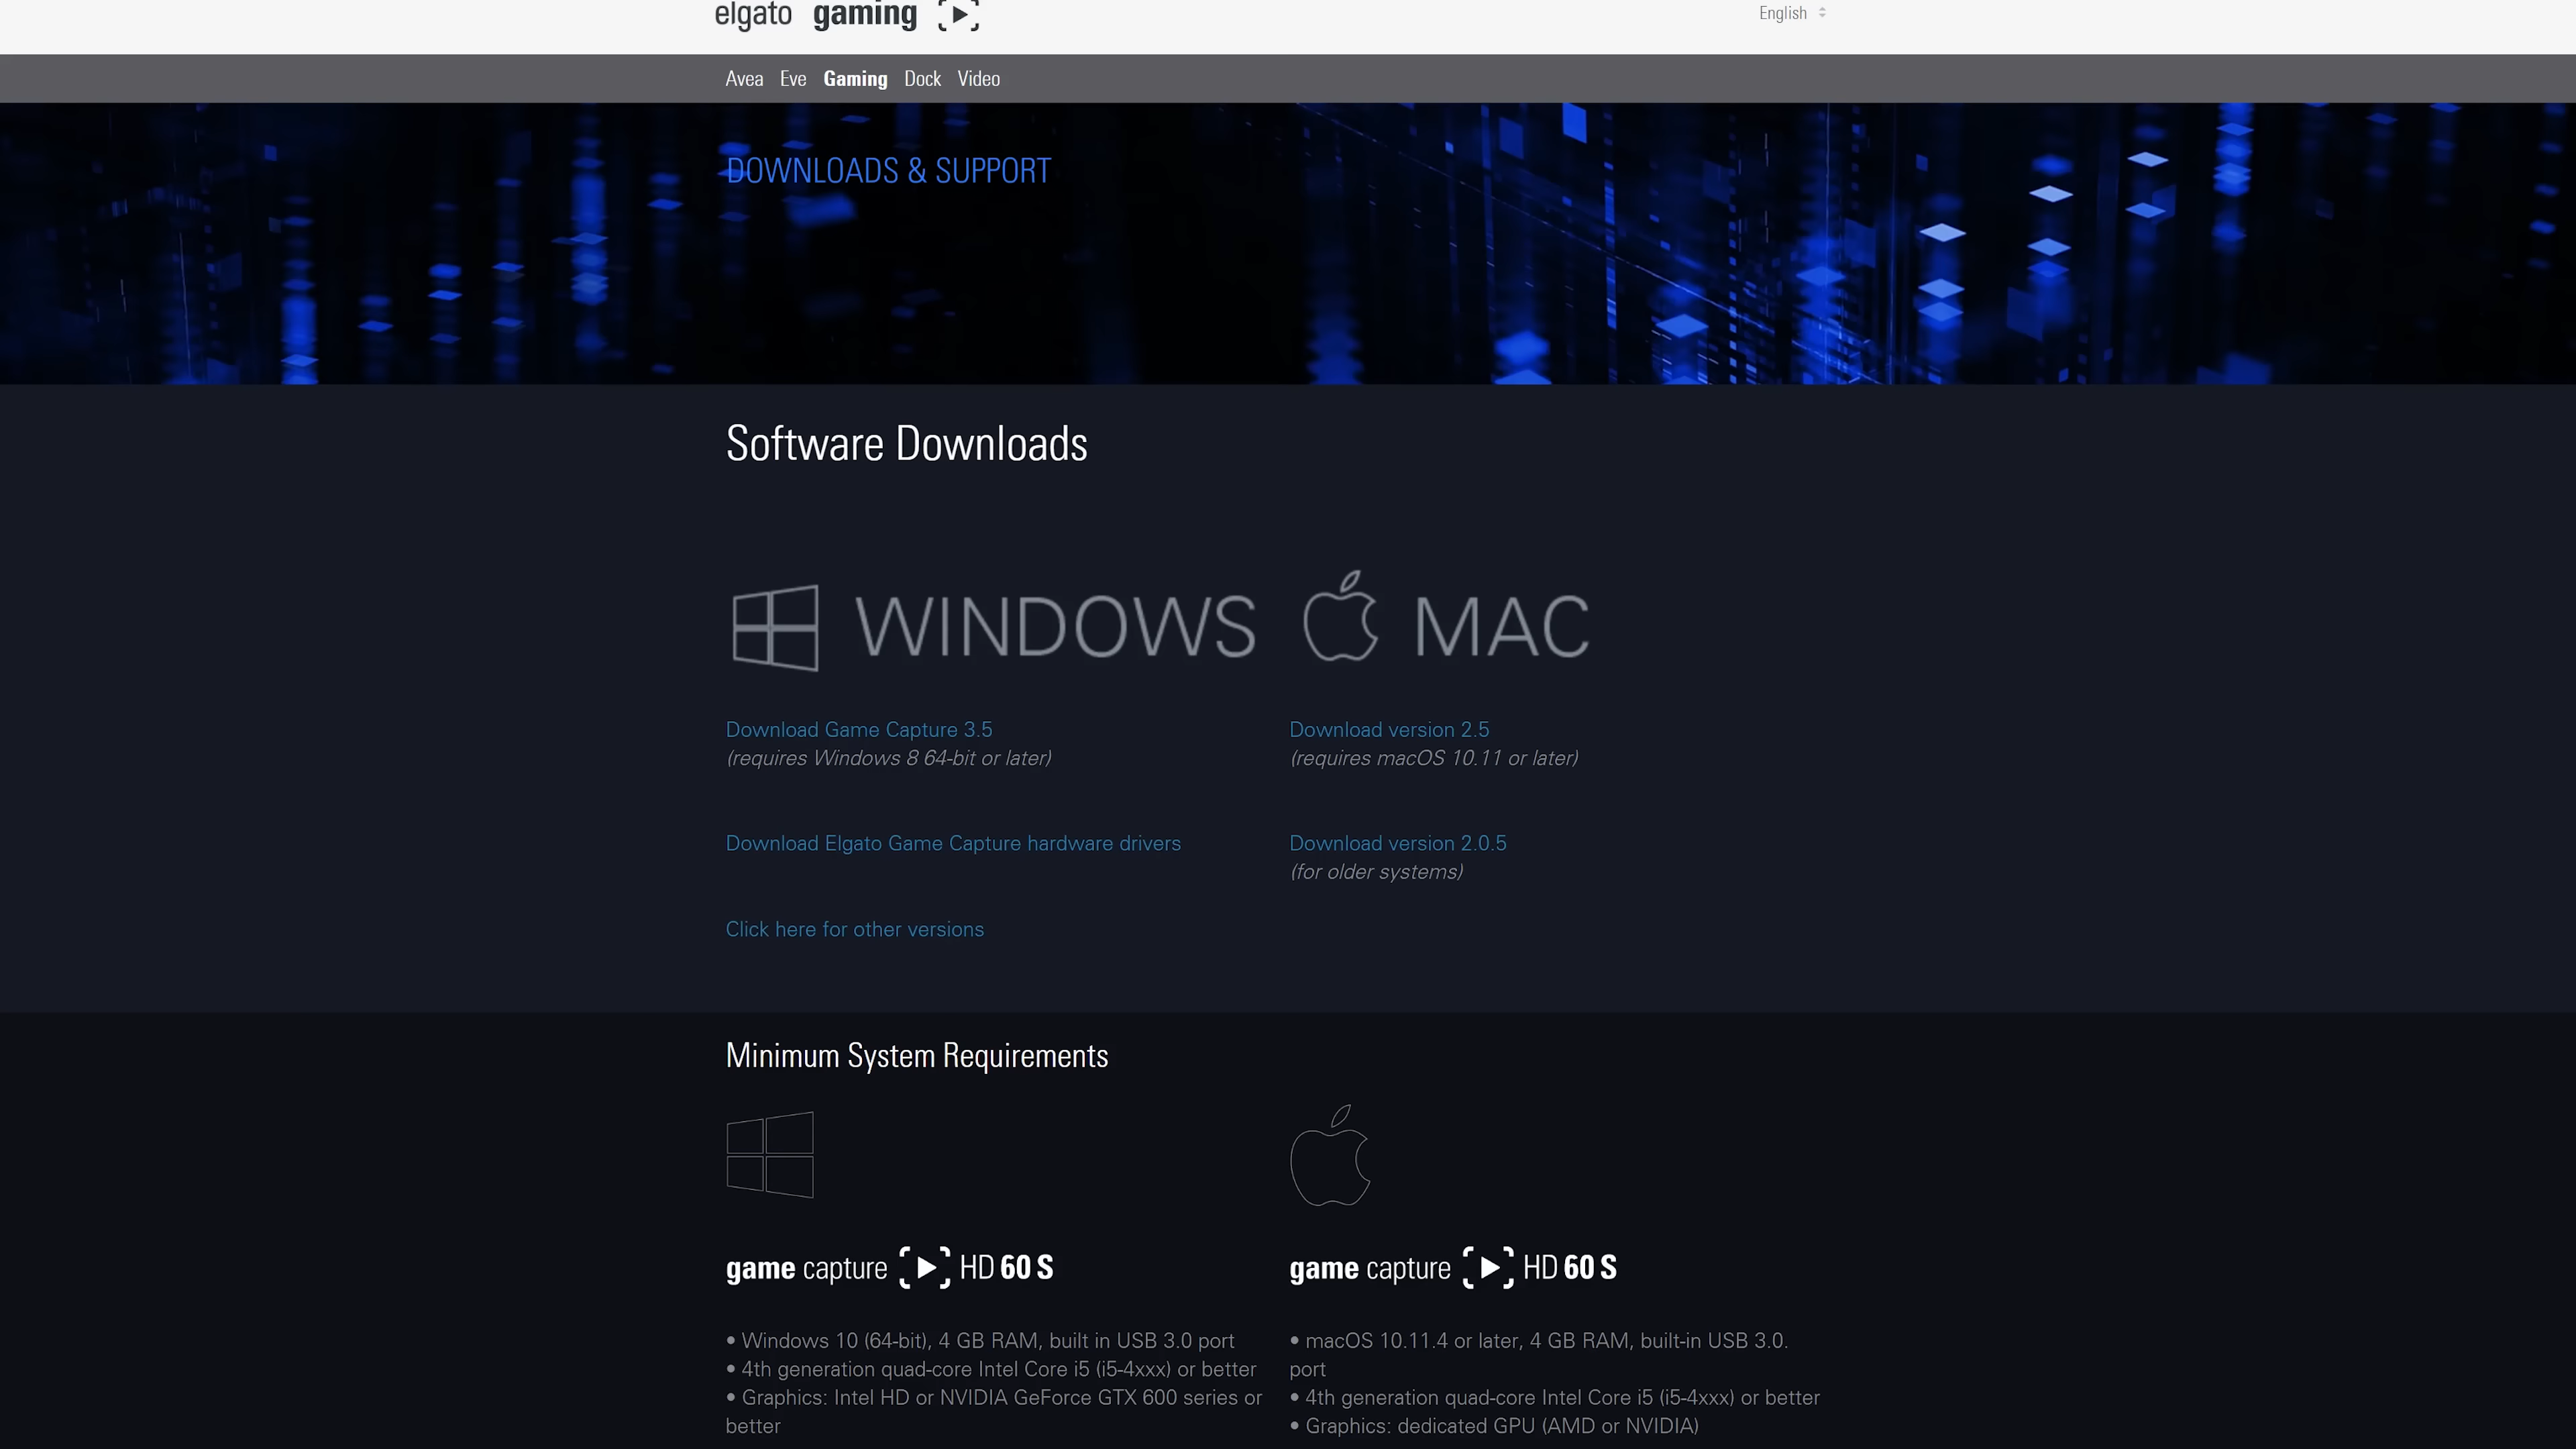 elgato gaming
English
Avea Eve Gaming Dock Video
DOWNLOADS & SUPPORT
Software Downloads
WINDOWS
MAC
Download Game Capture 3.5
(requires Windows 8 64-bit or later)
Download version 2.5
(requires macOS 10.11 or later)
Download Elgato Game Capture hardware drivers
Download version 2.0.5
(for older systems)
Click here for other versions
Minimum System Requirements
game capture HD 60 S
• Windows 10 (64-bit), 4 GB RAM, built in USB 3.0 port
• 4th generation quad-core Intel Core i5 (i5-4xxx) or better
• Graphics: Intel HD or NVIDIA GeForce GTX 600 series or
better
game capture HD 60 S
• macOS 10.11.4 or later, 4 GB RAM, built-in USB 3.0.
port
• 4th generation quad-core Intel Core i5 (i5-4xxx) or better
• Graphics: dedicated GPU (AMD or NVIDIA)